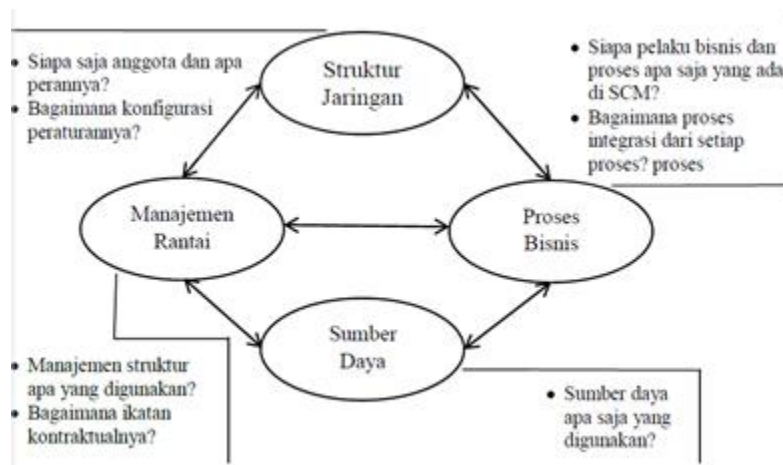 • Siapa saja anggota dan apa
perannya?
• Bagaimana konfigurasi
peraturannya?
Struktur
Jaringan
• Siapa pelaku bisnis dan
proses apa saja yang ada
di SCM?
• Bagaimana proses
integrasi dari setiap
proses? proses
Manajemen
Rantai
Proses
Bisnis
Sumber
Daya
• Manajemen struktur
apa yang digunakan?
• Bagaimana ikatan
kontraktualnya?
• Sumber daya
apa saja yang
digunakan?